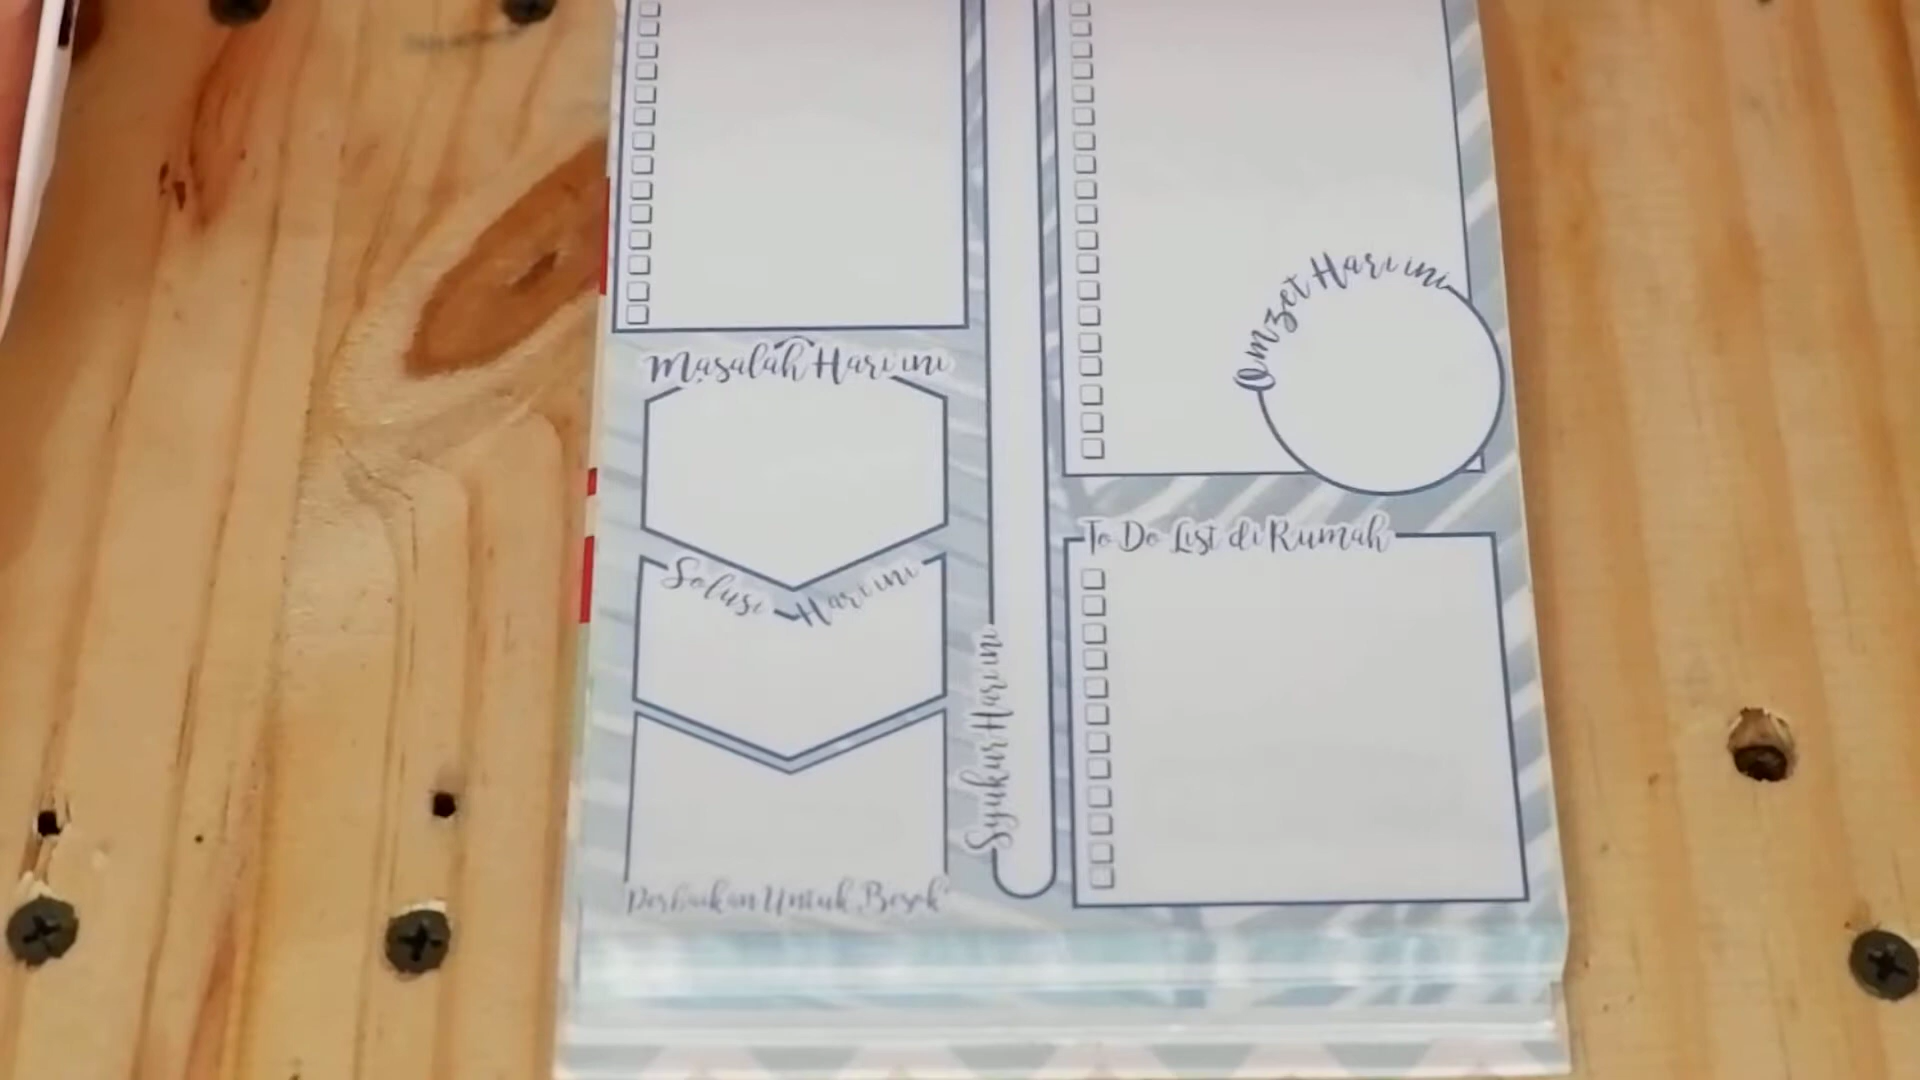 Masalah Hari ini
Solusi Hari ini
Perbaikan Untuk Besok
Syukur Hari ini
Omzet Hari ini
To Do List di Rumah